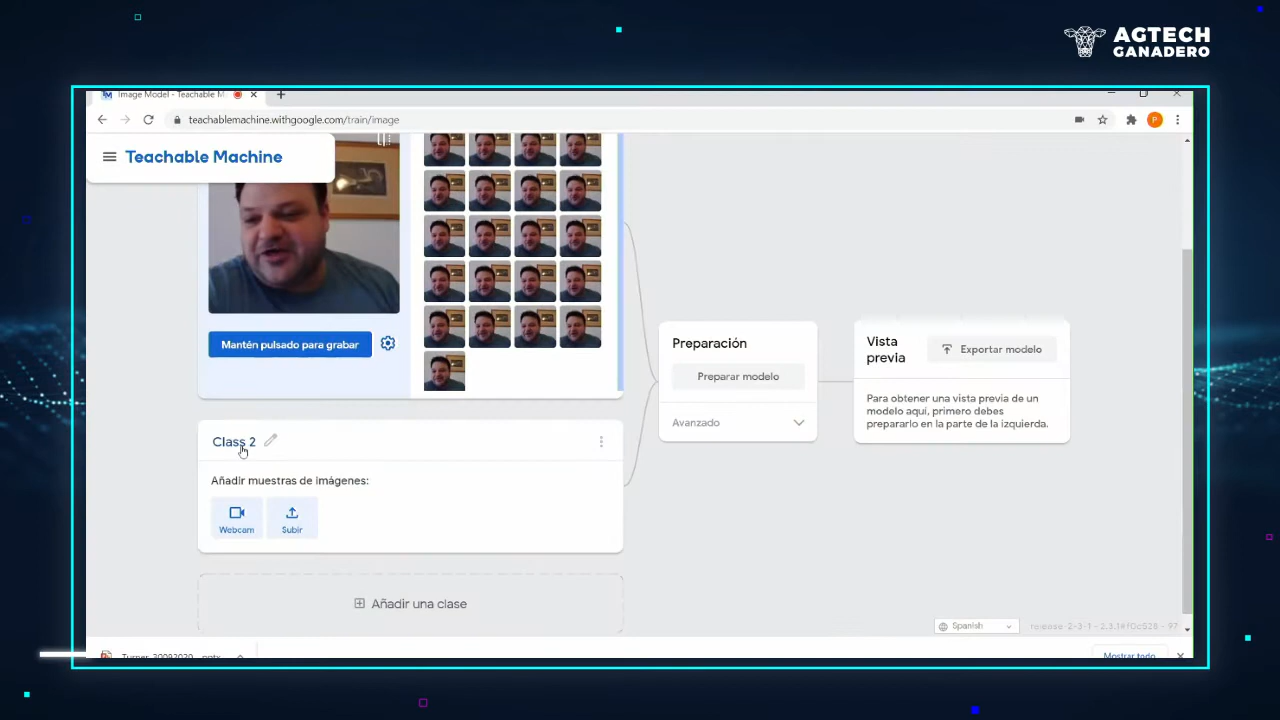 AGTECH
GANADERO
Image Model - Teachable M
teachablemachine.withgoogle.com/train/image
P
Teachable Machine
Mantén pulsado para grabar
Preparación
Preparar modelo
Avanzado
Vista
previa
Exportar modelo
Para obtener una vista previa de un
modelo aquí, primero debes
prepararlo en la parte de la izquierda.
Class 2
Añadir muestras de imágenes:
Webcam
Subir
Añadir una clase
Spanish
Turner_30092020_.pptx
Mostrar todo